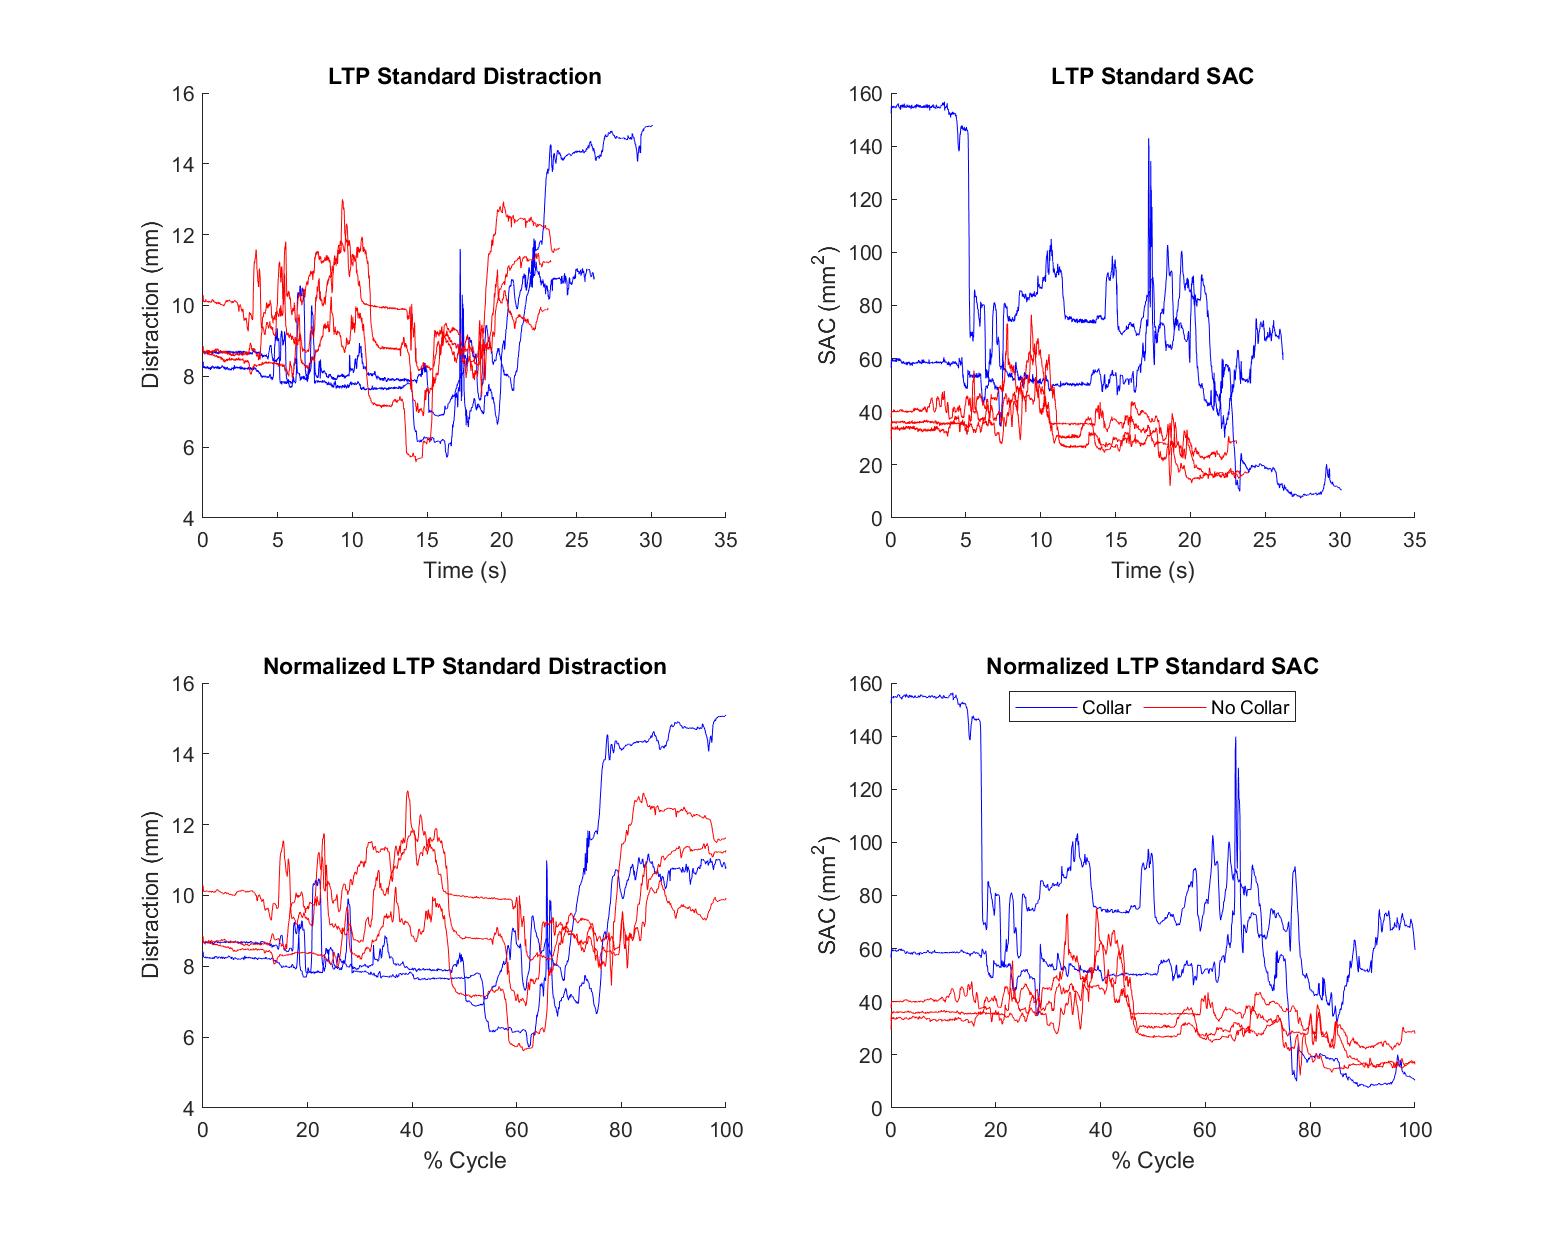 LTP Standard Distraction
16
14
12
10
8
6
4
0 5 10 15 20 25 30 35
Distraction (mm)
Time (s)
LTP Standard SAC
160
140
120
100
80
60
40
20
0
0 5 10 15 20 25 30 35
SAC (mm²)
Time (s)
Normalized LTP Standard Distraction
16
14
12
10
8
6
4
0 20 40 60 80 100
Distraction (mm)
% Cycle
Normalized LTP Standard SAC
Collar No Collar
160
140
120
100
80
60
40
20
0
0 20 40 60 80 100
SAC (mm²)
% Cycle